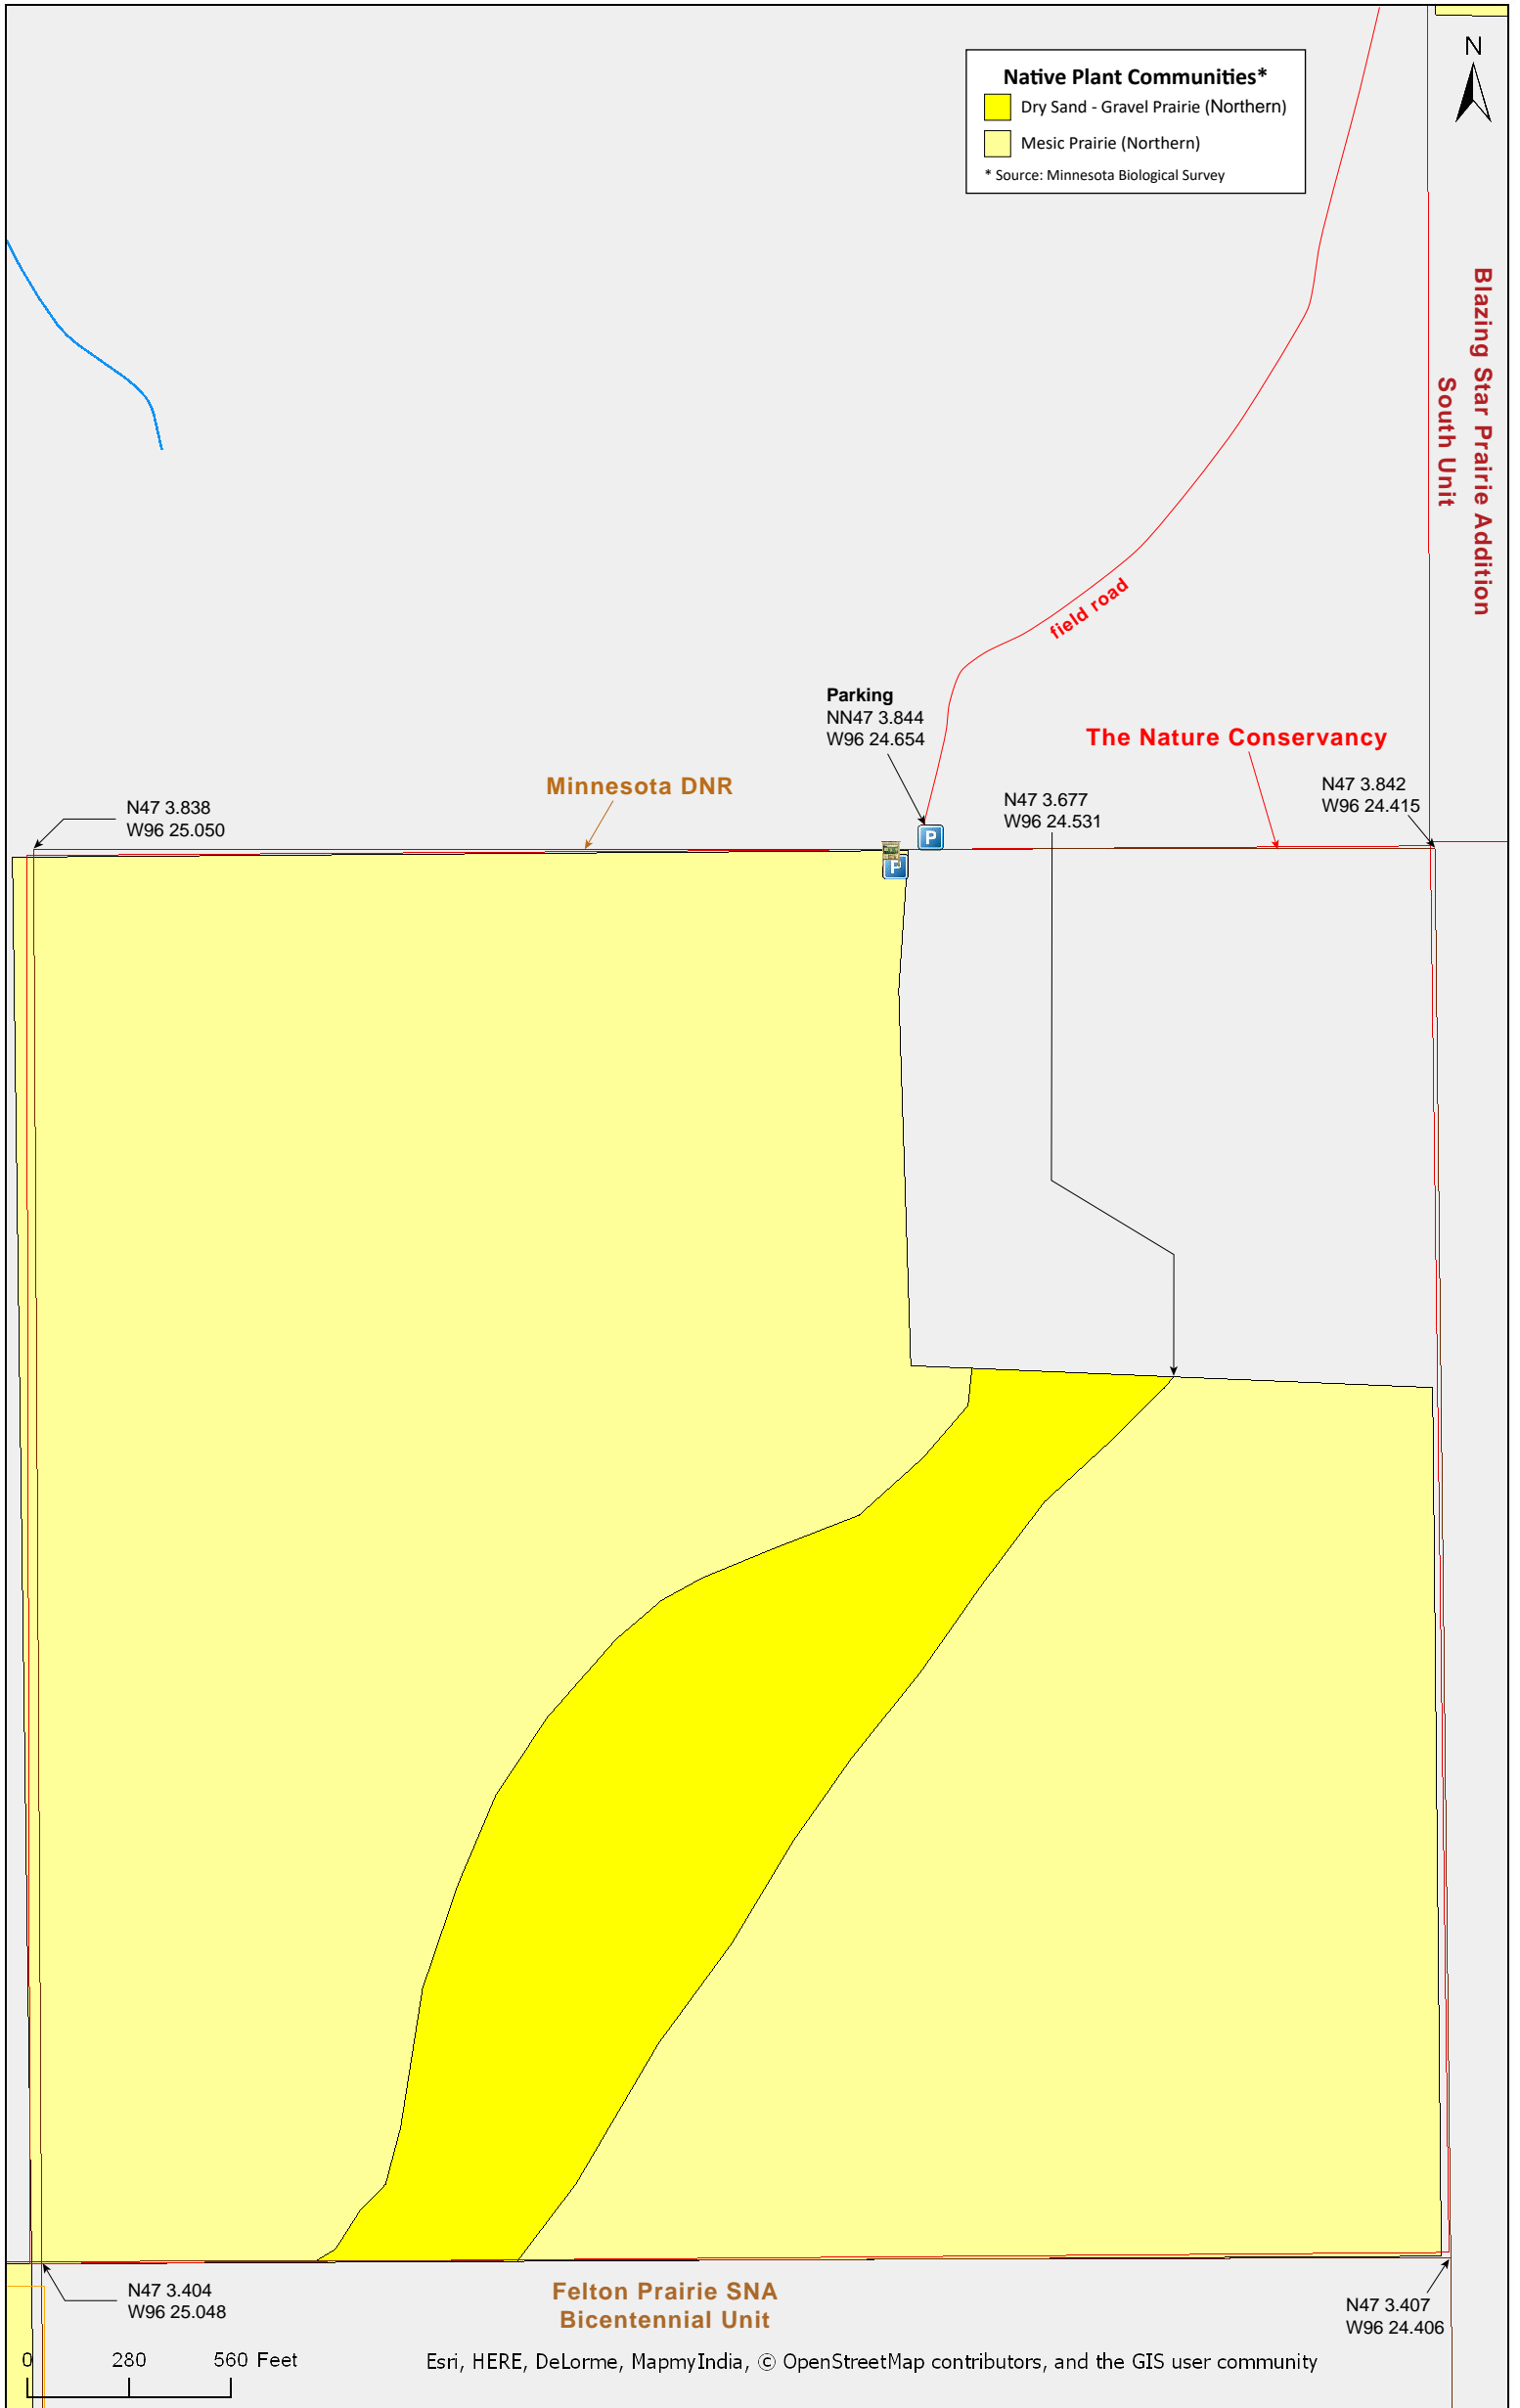 N
Native Plant Communities*
Dry Sand - Gravel Prairie (Northern)
Mesic Prairie (Northern)
* Source: Minnesota Biological Survey
Blazing Star Prairie Addition
South Unit
field road
Parking
NN47 3.844
W96 24.654
The Nature Conservancy
Minnesota DNR
N47 3.838
W96 25.050
N47 3.677
W96 24.531
N47 3.842
W96 24.415
P
P
N47 3.404
W96 25.048
Felton Prairie SNA
Bicentennial Unit
N47 3.407
W96 24.406
0 280 560 Feet
Esri, HERE, DeLorme, MapmyIndia, © OpenStreetMap contributors, and the GIS user community